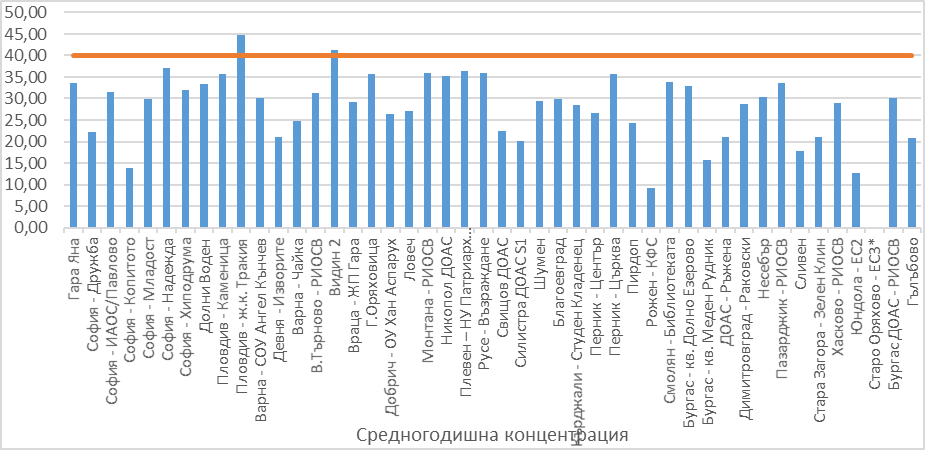 50,00
45,00
40,00
35,00
30,00
25,00
20,00
15,00
10,00
5,00
0,00
Гара Яна
София - Дружба
София - ИАОС/Павлово
София - Копитото
София - Младост
София - Надежда
София - Хиподрума
Долни Воден
Пловдив - Каменица
Пловдив - ж.к. Тракия
Варна - СОУ Ангел Кънчев
Девня - Изворите
Варна - Чайка
В.Търново - РИОСВ
Видин 2
Враца - ЖП Гара
Г.Оряховица
Добрич - ОУ Хан Аспарух
Ловеч
Монтана - РИОСВ
Никопол ДОАС
Плевен – НУ Патриарх...
Русе - Възраждане
Свищов ДОАС
Силистра ДОАС S1
Шумен
Благоевград
Кърджали - Студен Кладенец
Перник - Център
Перник - Църква
Пирдоп
Рожен - КФС
Смолян - Библиотеката
Бургас - кв. Долно Езерово
Бургас - кв. Меден Рудник
ДОАС - Ръжена
Димитровград - Раковски
Несебър
Пазарджик - РИОСВ
Сливен
Стара Загора - Зелен Клин
Хасково - РИОСВ
Юндола - ЕС2
Старо Оряхово - ЕС3*
Бургас ДОАС - РИОСВ
Гълъбово
Средногодишна концентрация